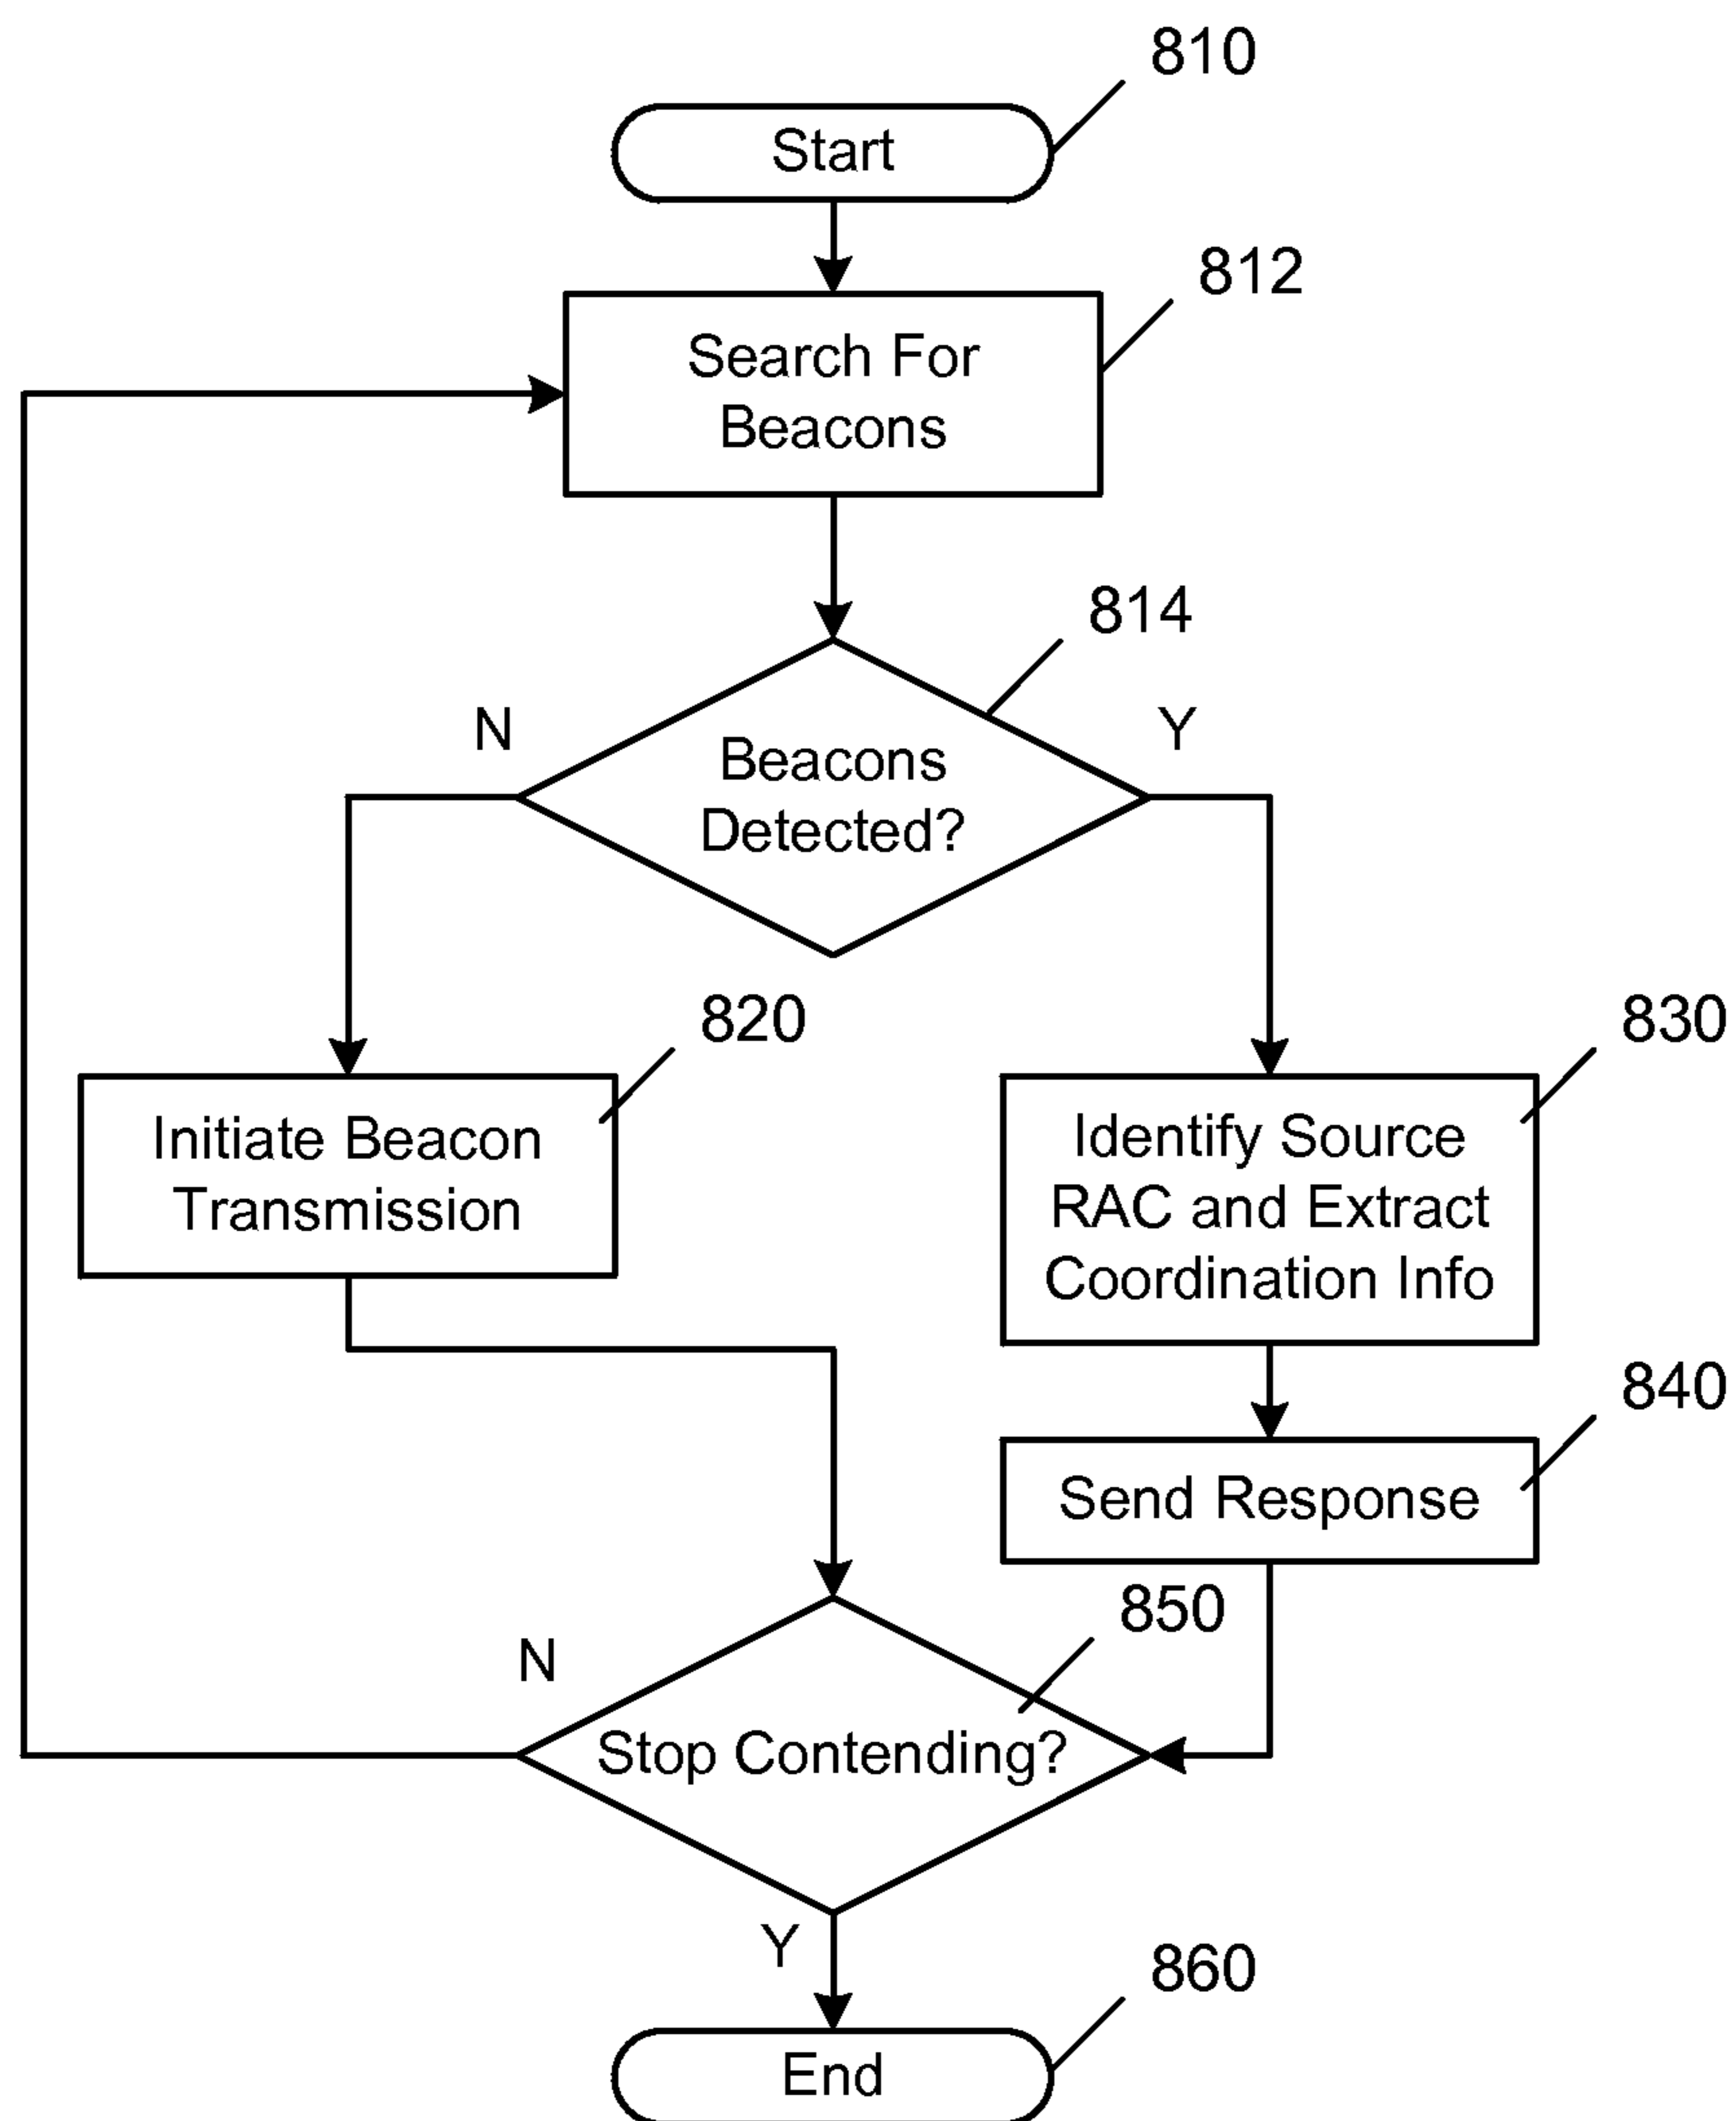 810
Start
812
Search For
Beacons
814
N
Y
Beacons
Detected?
820
830
Initiate Beacon
Transmission
Identify Source
RAC and Extract
Coordination Info
840
Send Response
850
N
Stop Contending?
Y
860
End